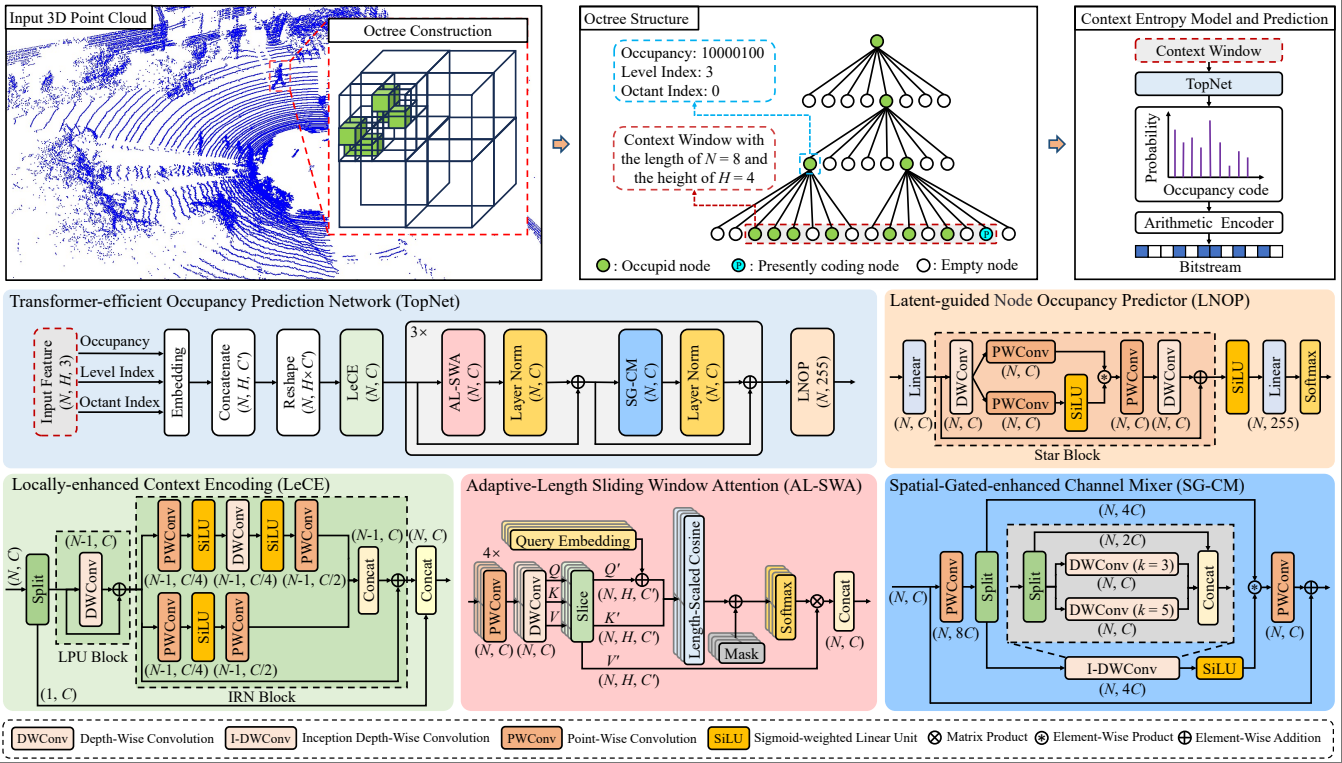 Input 3D Point Cloud
Octree Construction
Octree Structure
Occupancy: 10000100
Level Index: 3
Octant Index: 0
Context Window with
the length of N = 8 and
the height of H = 4
P
: Occupid node
P
: Presently coding node
: Empty node
Context Entropy Model and Prediction
Context Window
TopNet
Probability
Occupancy code
Arithmetic Encoder
Bitstream
Transformer-efficient Occupancy Prediction Network (TopNet)
Input Feature
(N, H, 3)
Occupancy
Level Index
Octant Index
Embedding
Concatenate
(N, H, C')
Reshape
(N, H×C')
LeCE
(N, C)
3×
AL-SWA
(N, C)
Layer Norm
(N, C)
SG-CM
(N, C)
Layer Norm
(N, C)
LNOP
(N, 255)
Latent-guided Node Occupancy Predictor (LNOP)
Linear
(N, C)
DWConv
(N, C)
PWConv
(N, C)
PWConv
(N, C)
SiLU
PWConv
(N, C)
DWConv
(N, C)
SiLU
Linear
(N, 255)
Softmax
Star Block
Locally-enhanced Context Encoding (LeCE)
(N, C)
Split
(N-1, C)
DWConv
LPU Block
(1, C)
PWConv
SiLU
DWConv
SiLU
PWConv
(N-1, C/4)
(N-1, C/4)
(N-1, C/2)
PWConv
SiLU
PWConv
(N-1, C/4)
(N-1, C/2)
IRN Block
(N-1, C)
Concat
(N, C)
Concat
Adaptive-Length Sliding Window Attention (AL-SWA)
4×
PWConv
(N, C)
DWConv
(N, C)
Q
K
V
Slice
Query Embedding
Q'
(N, H, C')
K'
(N, H, C')
V'
(N, H, C')
Length-Scaled Cosine
Mask
Softmax
Concat
(N, C)
Spatial-Gated-enhanced Channel Mixer (SG-CM)
(N, C)
PWConv
(N, 8C)
Split
(N, 4C)
Split
(N, 2C)
DWConv (k = 3)
(N, C)
DWConv (k = 5)
(N, C)
Concat
I-DWConv
(N, 4C)
SiLU
PWConv
(N, C)
DWConv
Depth-Wise Convolution
I-DWConv
Inception Depth-Wise Convolution
PWConv
Point-Wise Convolution
SiLU
Sigmoid-weighted Linear Unit
Matrix Product
Element-Wise Product
Element-Wise Addition